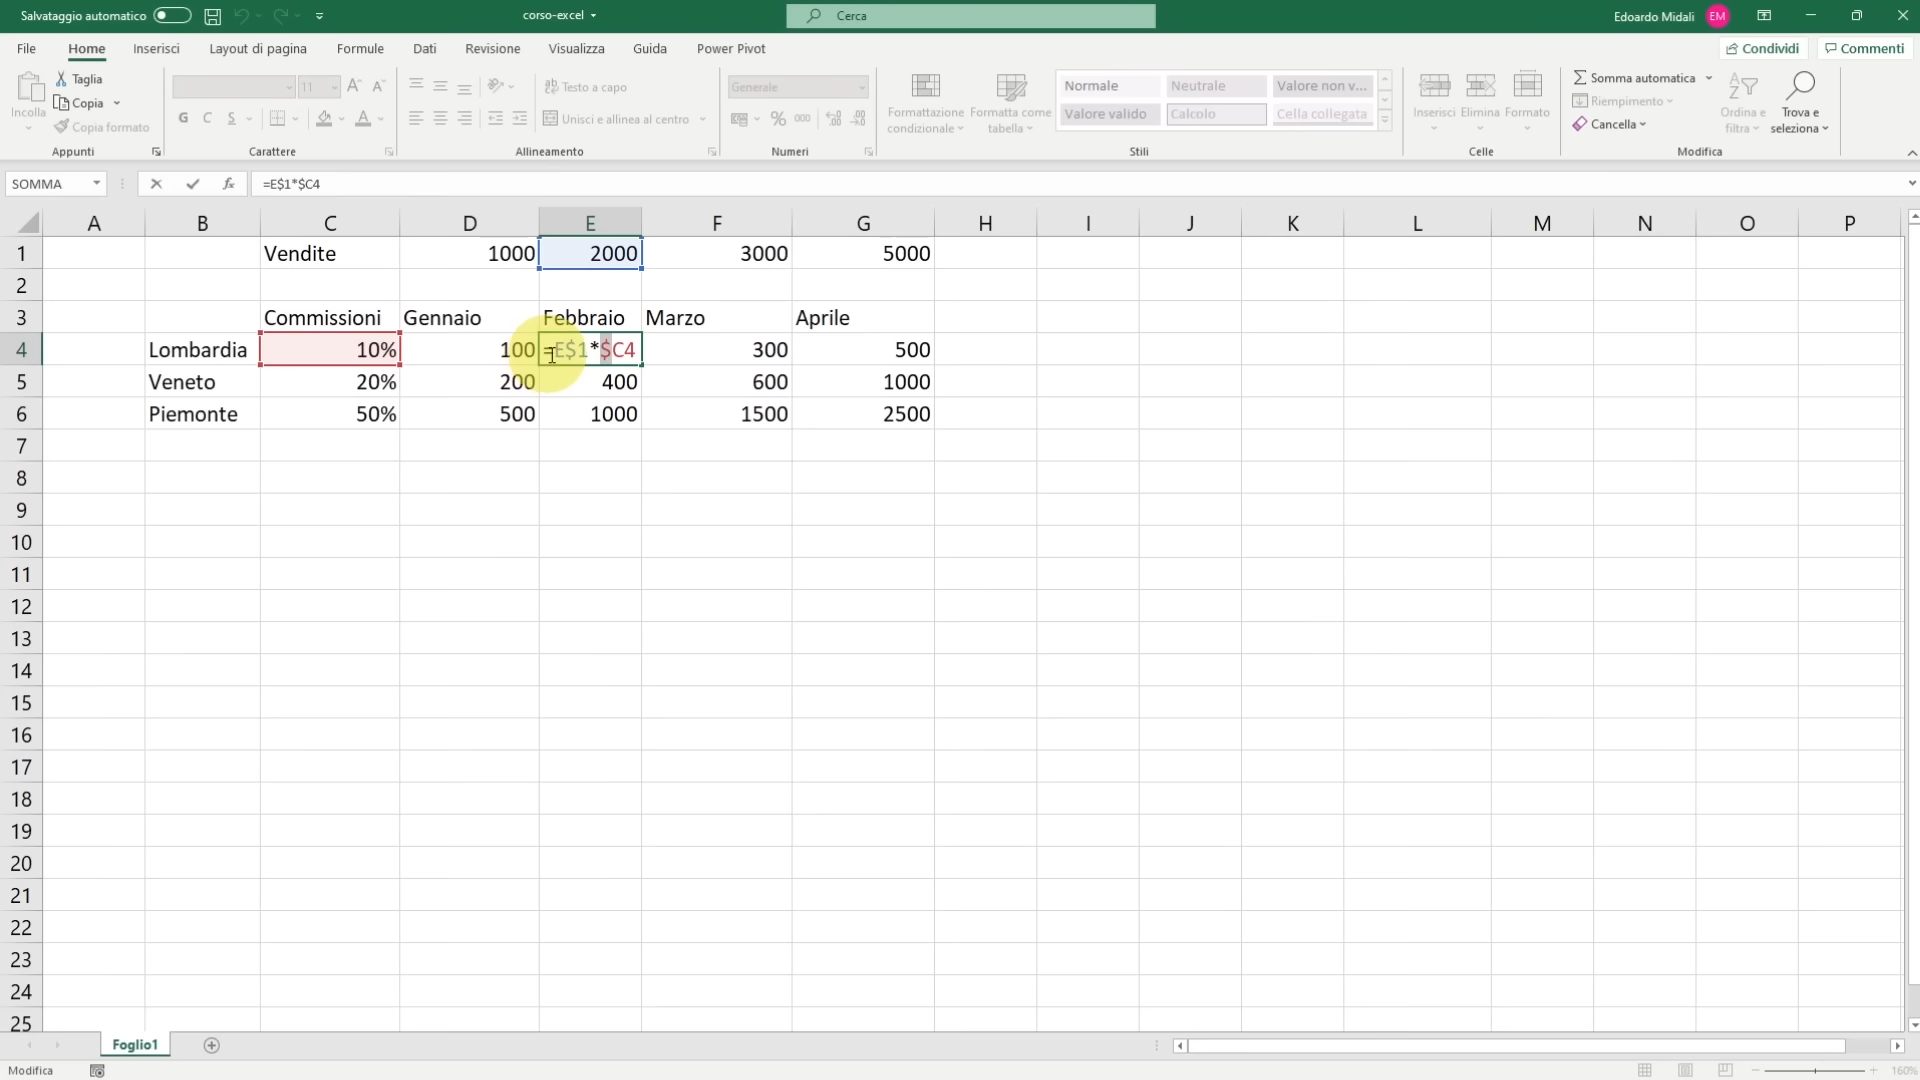 Salvataggio automatico
corso-excel
Cerca
Edoardo Midali
EM
File Home Inserisci Layout di pagina Formule Dati Revisione Visualizza Guida Power Pivot
Condividi Commenti
Incolla
Taglia
Copia
Copia formato
Appunti
11
G C S
Carattere
Testo a capo
Unisci e allinea al centro
Allineamento
Generale
% 000
Numeri
Formattazione condizionale
Formatta come tabella
Normale Neutrale Valore non v...
Valore valido Calcolo Cella collegata
Stili
Inserisci Elimina Formato
Celle
Somma automatica
Riempimento
Cancella
Ordina e filtra
Trova e seleziona
Modifica
SOMMA fx =E$1*$C4
A B C D E F G H I J K L M N O P
1 Vendite 1000 2000 3000 5000
2
3 Commissioni Gennaio Febbraio Marzo Aprile
4 Lombardia 10% 100 =E$1*$C4 300 500
5 Veneto 20% 200 400 600 1000
6 Piemonte 50% 500 1000 1500 2500
7
8
9
10
11
12
13
14
15
16
17
18
19
20
21
22
23
24
25
Foglio1
Modifica
160%